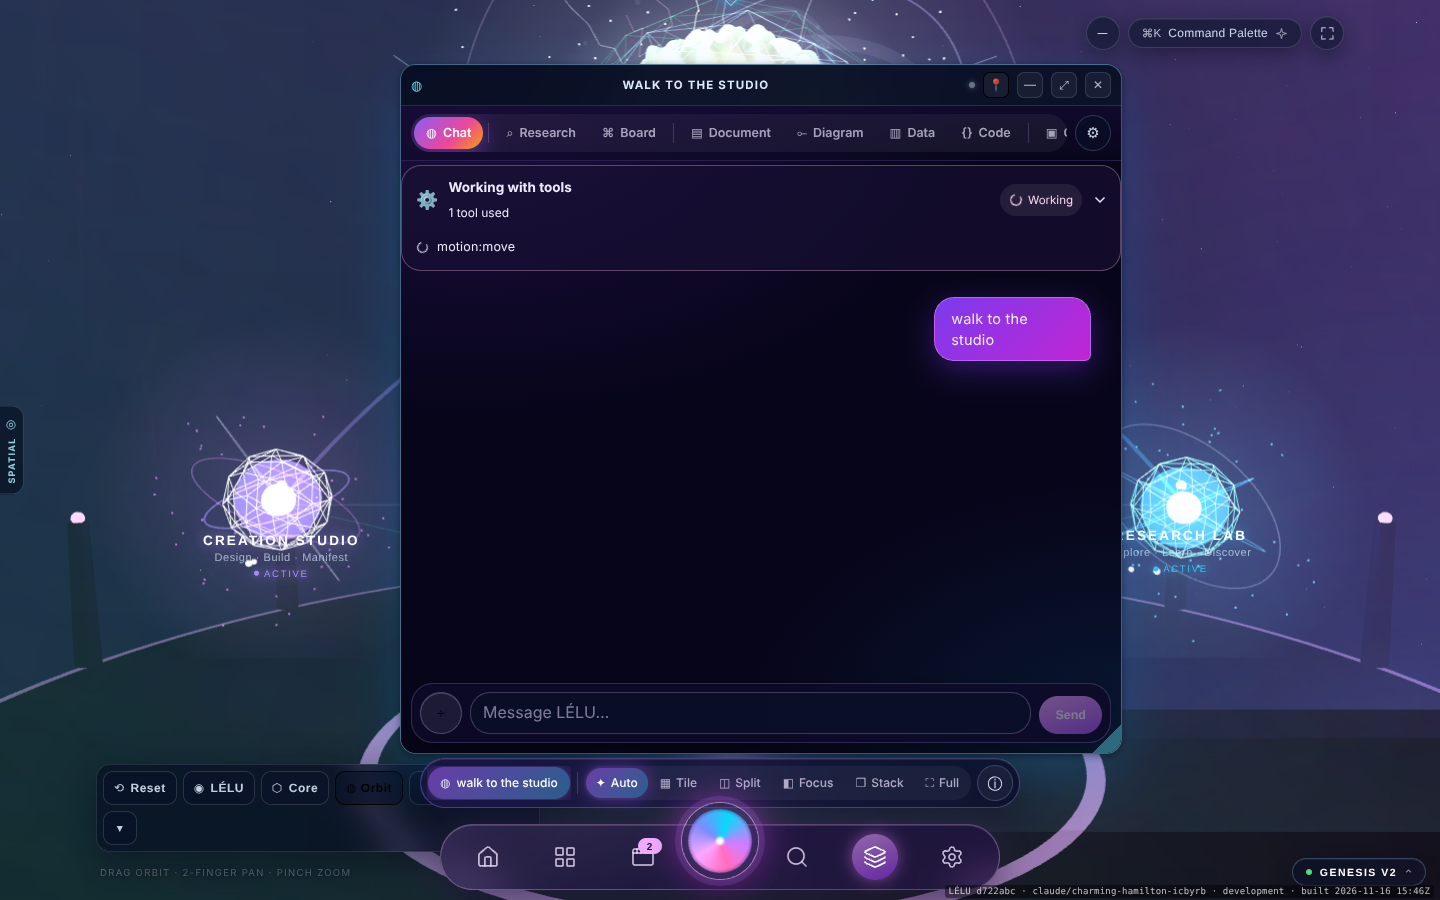 ⌘K Command Palette
WALK TO THE STUDIO
Chat
Research
Board
Document
Diagram
Data
{} Code
Working with tools
1 tool used
Working
motion:move
walk to the
studio
SPATIAL
CREATION STUDIO
Design · Build · Manifest
ACTIVE
ESEARCH LAB
plore · Learn · Discover
ACTIVE
+
Message LÉLU...
Send
Reset
LÉLU
Core
Orbit
walk to the studio
Auto
Tile
Split
Focus
Stack
Full
2
DRAG ORBIT · 2-FINGER PAN · PINCH ZOOM
GENESIS V2
LÉLU d722abc · claude/charming-hamilton-icbyrb · development · built 2026-11-16 15:46Z